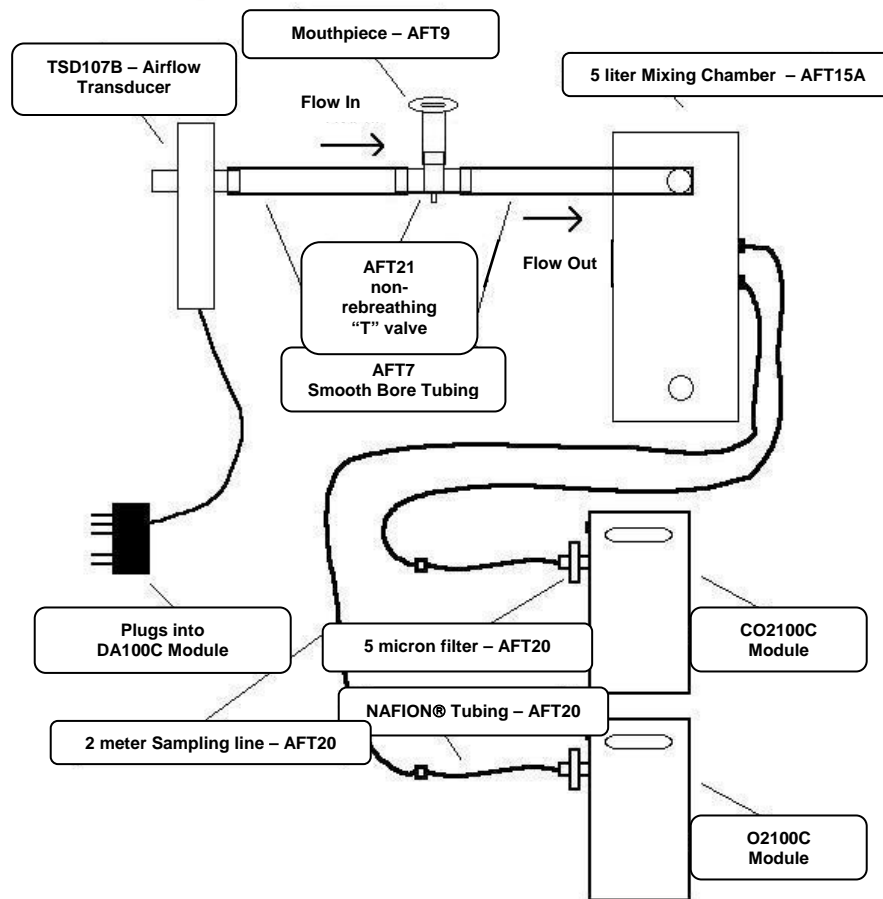 Mouthpiece – AFT9
TSD107B – Airflow
Transducer
5 liter Mixing Chamber – AFT15A
Flow In
AFT21
non-
rebreathing
“T” valve
Flow Out
AFT7
Smooth Bore Tubing
Plugs into
DA100C Module
5 micron filter – AFT20
CO2100C
Module
NAFION® Tubing – AFT20
2 meter Sampling line – AFT20
O2100C
Module